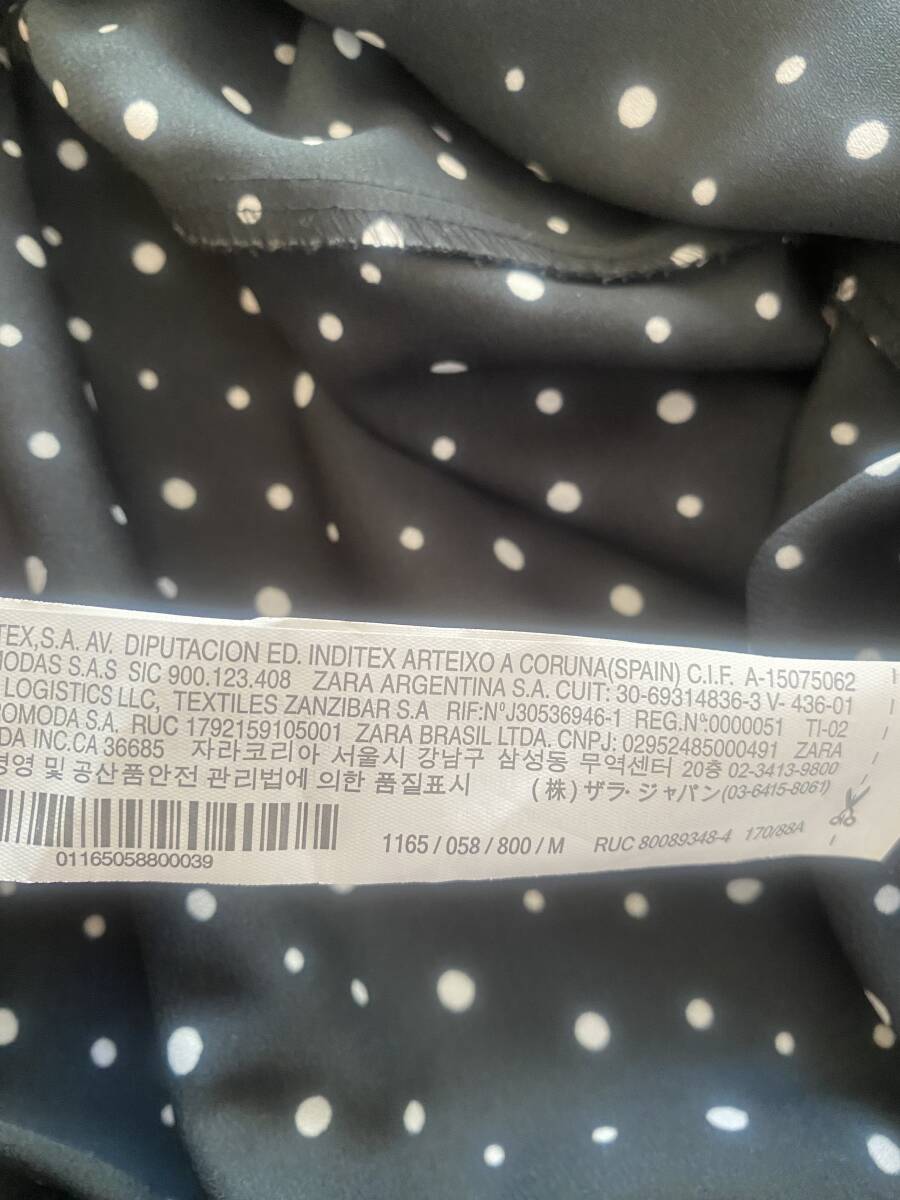 TEX,S.A. AV. DIPUTACION ED. INDITEX ARTEIXO A CORUNA(SPAIN) C.I.F. A-15075062
MODAS S.A.S SIC 900.123.408 ZARA ARGENTINA S.A. CUIT: 30-69314836-3 V- 436-01
LOGISTICS LLC, TEXTILES ZANZIBAR S.A RIF:NºJ30536946-1 REG.Nº:0000051 TI-02
ROMODA S.A. RUC 1792159105001 ZARA BRASIL LTDA. CNPJ: 02952485000491 ZARA
DA INC.CA 36685 자라코리아 서울시 강남구 삼성동 무역센터 20층 02-3413-9800
경영 및 공산품안전 관리법에 의한 품질표시 (株) ザラ・ジャパン(03-6415-8061)
01165058800039
1165 / 058 / 800 / M RUC 80089348-4 170/88A